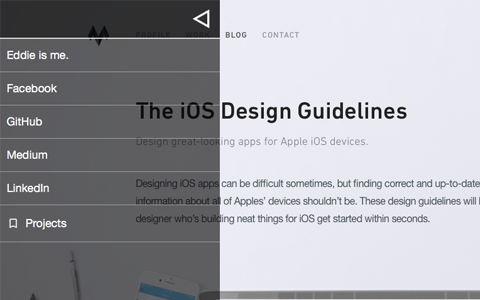 Eddie is me.
Facebook
GitHub
Medium
LinkedIn
Projects
PROFILE WORK BLOG CONTACT
The iOS Design Guidelines
Design great-looking apps for Apple iOS devices.
Designing iOS apps can be difficult sometimes, but finding correct and up-to-date
information about all of Apples’ devices shouldn’t be. These design guidelines will
designer who’s building neat things for iOS get started within seconds.